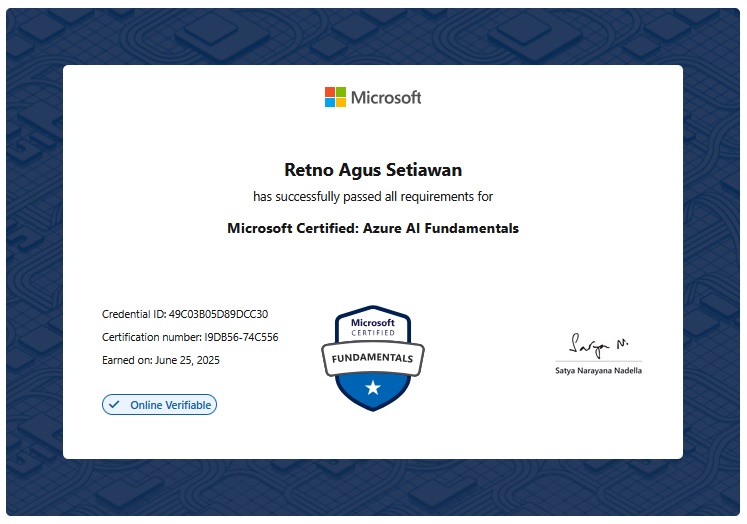 Microsoft
Retno Agus Setiawan
has successfully passed all requirements for
Microsoft Certified: Azure AI Fundamentals
Credential ID: 49C03B05D89DCC30
Certification number: I9DB56-74C556
Earned on: June 25, 2025
Online Verifiable
Microsoft
CERTIFIED
FUNDAMENTALS
Satya N.
Satya Narayana Nadella